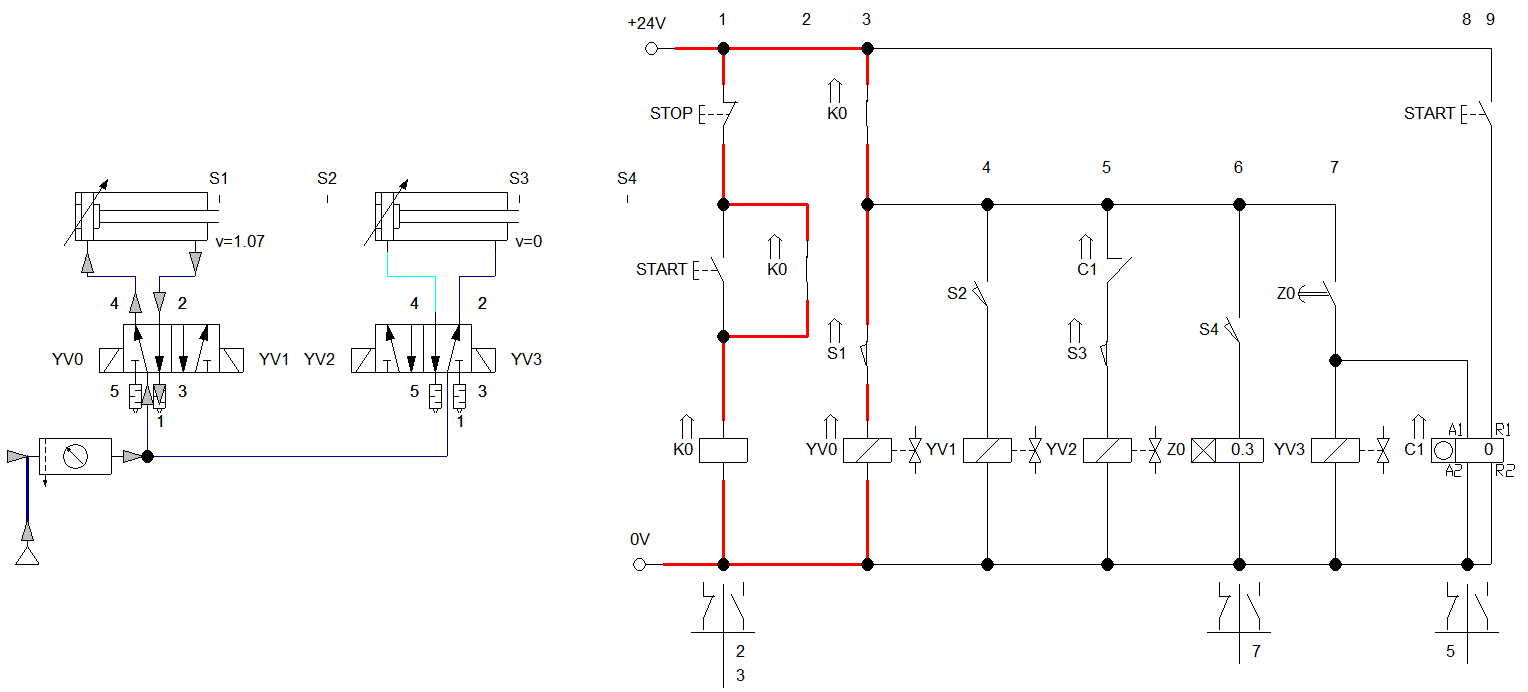 +24V 1 2 3 8 9
STOP K0 START
4 5 6 7
S1 S2 S3 S4
v=1.07 v=0
START K0 C1
S2 Z0
4 2 4 2
S4
YV0 YV1 YV2 YV3 S1 S3
5 3 5 3
1 1
A1 R1
K0 YV0 YV1 YV2 Z0 0.3 YV3 C1 0
A2 R2
0V
2 7 5
3